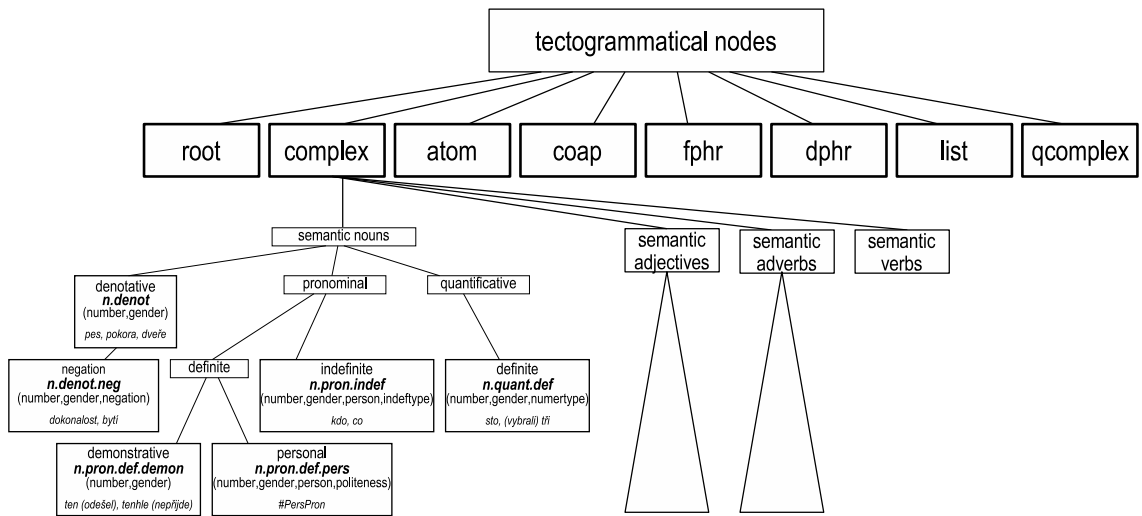 tectogrammatical nodes
root
complex
atom
coap
fphr
dphr
list
qcomplex
semantic nouns
semantic
adjectives
semantic
adverbs
semantic
verbs
denotative
n.denot
(number,gender)
pes, pokora, dveře
pronominal
quantificative
negation
n.denot.neg
(number,gender,negation)
dokonalost, bytí
definite
indefinite
n.pron.indef
(number,gender,person,indeftype)
kdo, co
definite
n.quant.def
(number,gender,numertype)
sto, (vybrali) tři
demonstrative
n.pron.def.demon
(number,gender)
ten (odešel), tenhle (nepřijde)
personal
n.pron.def.pers
(number,gender,person,politeness)
#PersPron